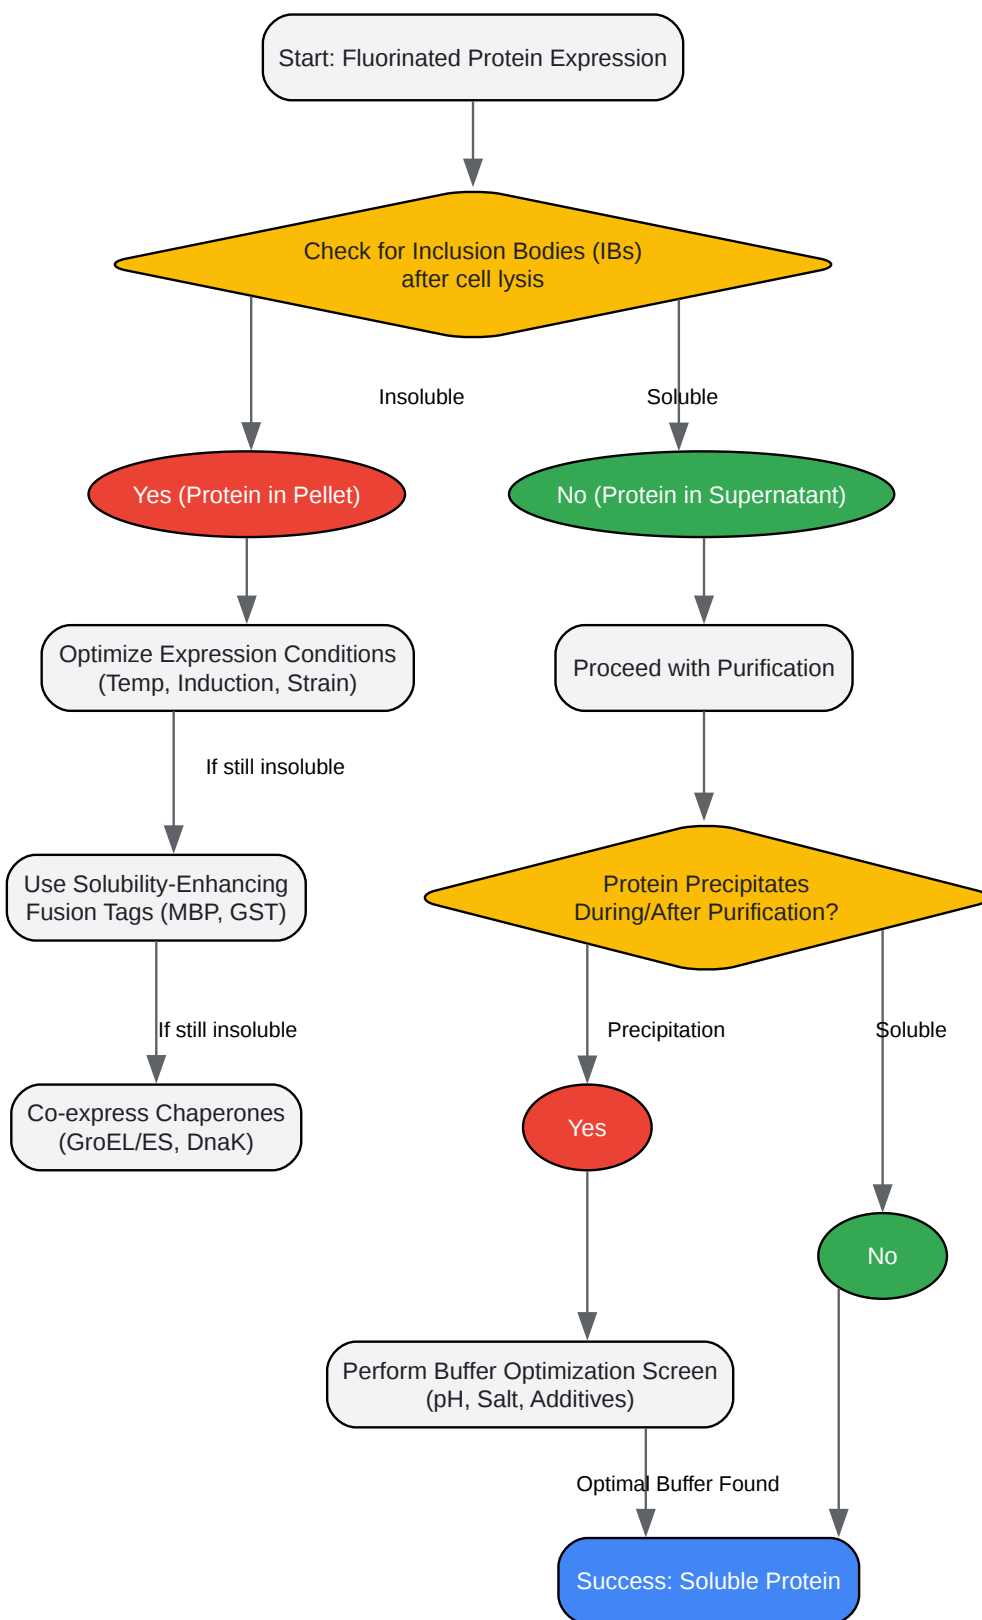 Start: Fluorinated Protein Expression
Check for Inclusion Bodies (IBs)
after cell lysis
Insoluble
Soluble
Yes (Protein in Pellet)
No (Protein in Supernatant)
Optimize Expression Conditions
(Temp, Induction, Strain)
Proceed with Purification
If still insoluble
Use Solubility-Enhancing
Fusion Tags (MBP, GST)
Protein Precipitates
During/After Purification?
If still insoluble
Precipitation
Soluble
Co-express Chaperones
(GroEL/ES, DnaK)
Yes
No
Perform Buffer Optimization Screen
(pH, Salt, Additives)
Optimal Buffer Found
Success: Soluble Protein